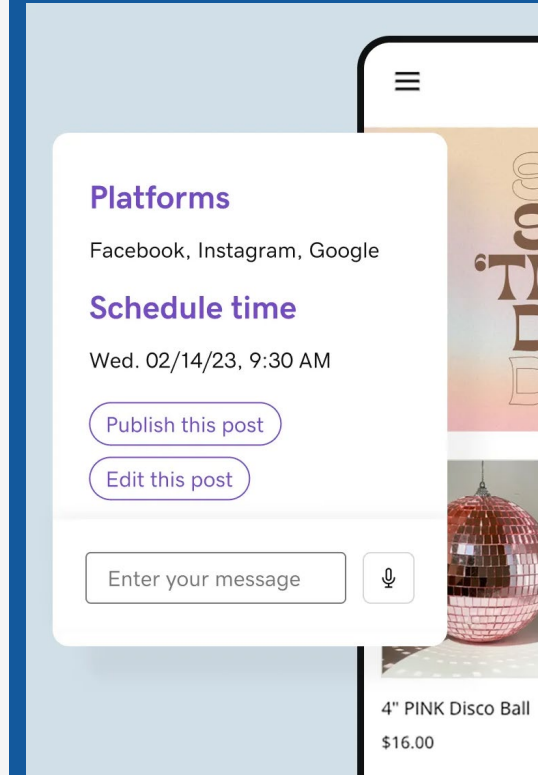 Platforms
Facebook, Instagram, Google
Schedule time
Wed. 02/14/23, 9:30 AM
Publish this post
Edit this post
Enter your message
4" PINK Disco Ball
$16.00